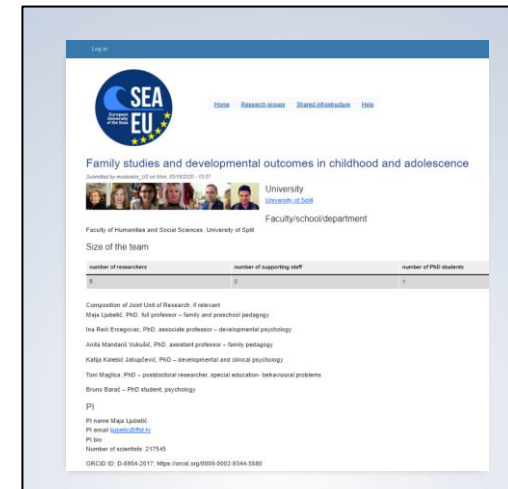 Log in
European
University
of the Seas
SEA
EU
Home Research groups Shared infrastructure Help
Family studies and developmental outcomes in childhood and adolescence
Submitted by moderator_US on Mon, 05/18/2020 - 15:57
University
University of Split
Faculty/school/department
Faculty of Humanities and Social Sciences, University of Split
Size of the team
number of researchers number of supporting staff number of PhD students
5 0 1
Composition of Joint Unit of Research, if relevant
Maja Ljubetić, PhD, full professor – family and preschool pedagogy
Ina Reić Ercegovac, PhD, associate professor – developmental psychology
Anita Mandarić Vukušić, PhD, assistant professor – family pedagogy
Katija Kalebić Jakupčević, PhD – developmental and clinical psychology
Toni Maglica, PhD – postdoctoral researcher, special education- behavioural problems
Bruno Barać – PhD student, psychology
PI
PI name Maja Ljubetić
PI email ljubetic@ffst.hr
PI bio
Number of scientists: 217545
ORCID ID: D-6954-2017; https://orcid.org/0000-0002-9344-5580